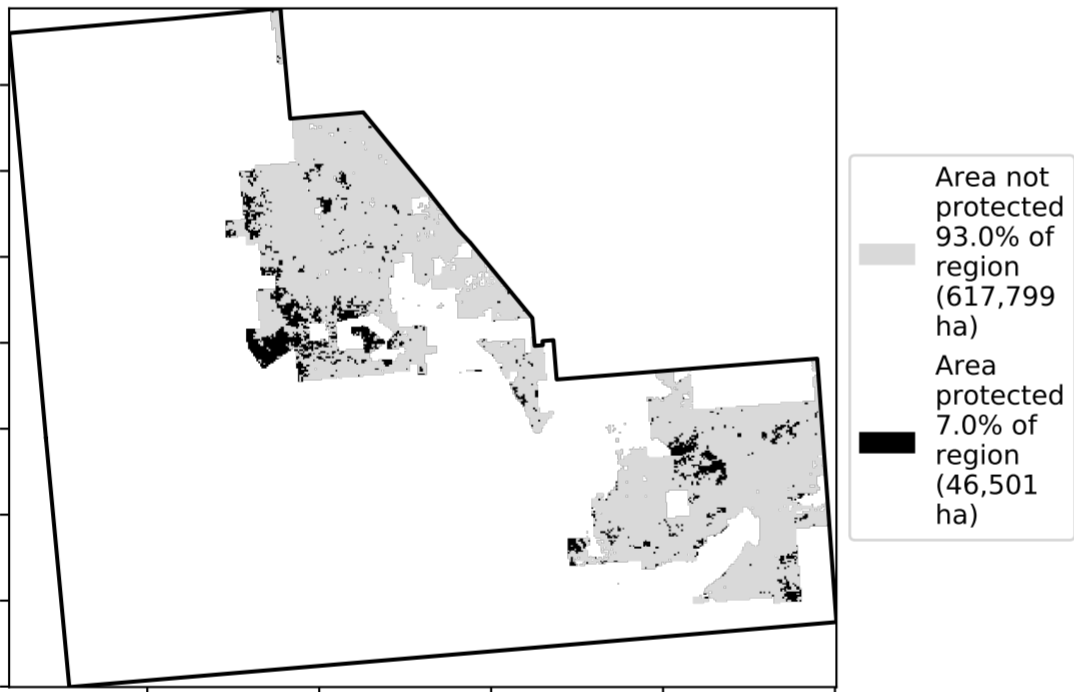 Area not
protected
93.0% of
region
(617,799
ha)
Area
protected
7.0% of
region
(46,501
ha)